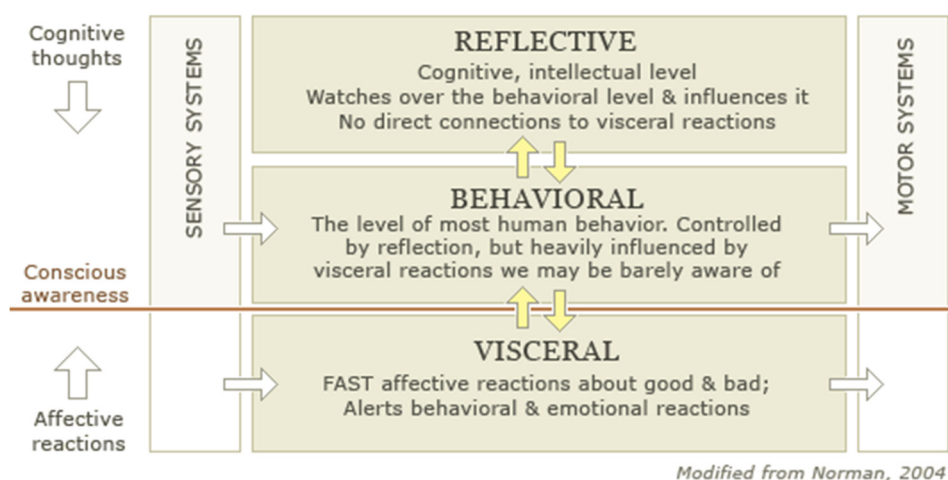 Cognitive
thoughts
SENSORY SYSTEMS
REFLECTIVE
Cognitive, intellectual level
Watches over the behavioral level & influences it
No direct connections to visceral reactions
MOTOR SYSTEMS
BEHAVIORAL
The level of most human behavior. Controlled
by reflection, but heavily influenced by
visceral reactions we may be barely aware of
Conscious
awareness
VISCERAL
FAST affective reactions about good & bad;
Alerts behavioral & emotional reactions
Affective
reactions
Modified from Norman, 2004